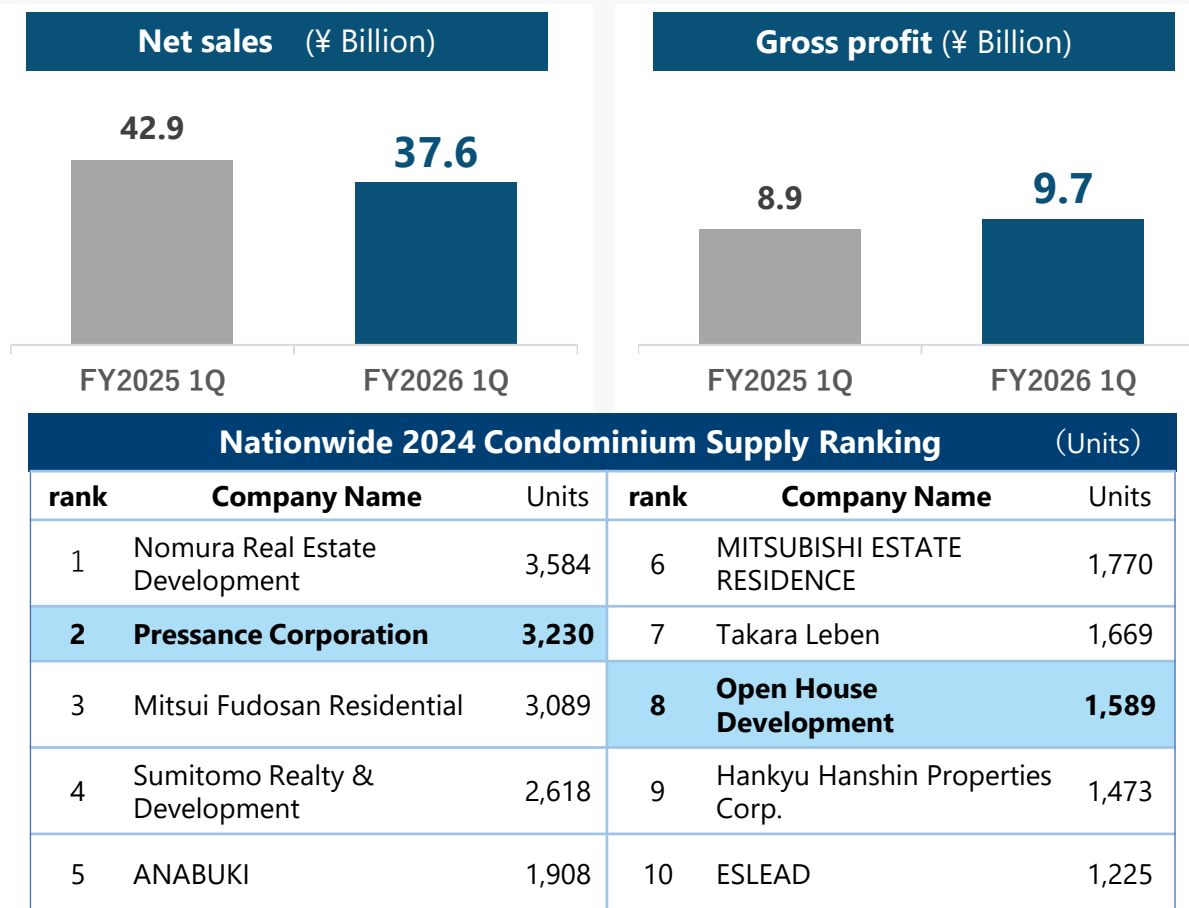 Net sales (¥ Billion)
42.9
37.6
FY2025 1Q
FY2026 1Q
Gross profit (¥ Billion)
8.9
9.7
FY2025 1Q
FY2026 1Q
Nationwide 2024 Condominium Supply Ranking （Units）
rank Company Name Units rank Company Name Units
1 Nomura Real Estate
Development 3,584
6 MITSUBISHI ESTATE
RESIDENCE 1,770
2 Pressance Corporation 3,230
7 Takara Leben 1,669
3 Mitsui Fudosan Residential 3,089
8 Open House
Development 1,589
4 Sumitomo Realty &
Development 2,618
9 Hankyu Hanshin Properties
Corp. 1,473
5 ANABUKI 1,908
10 ESLEAD 1,225